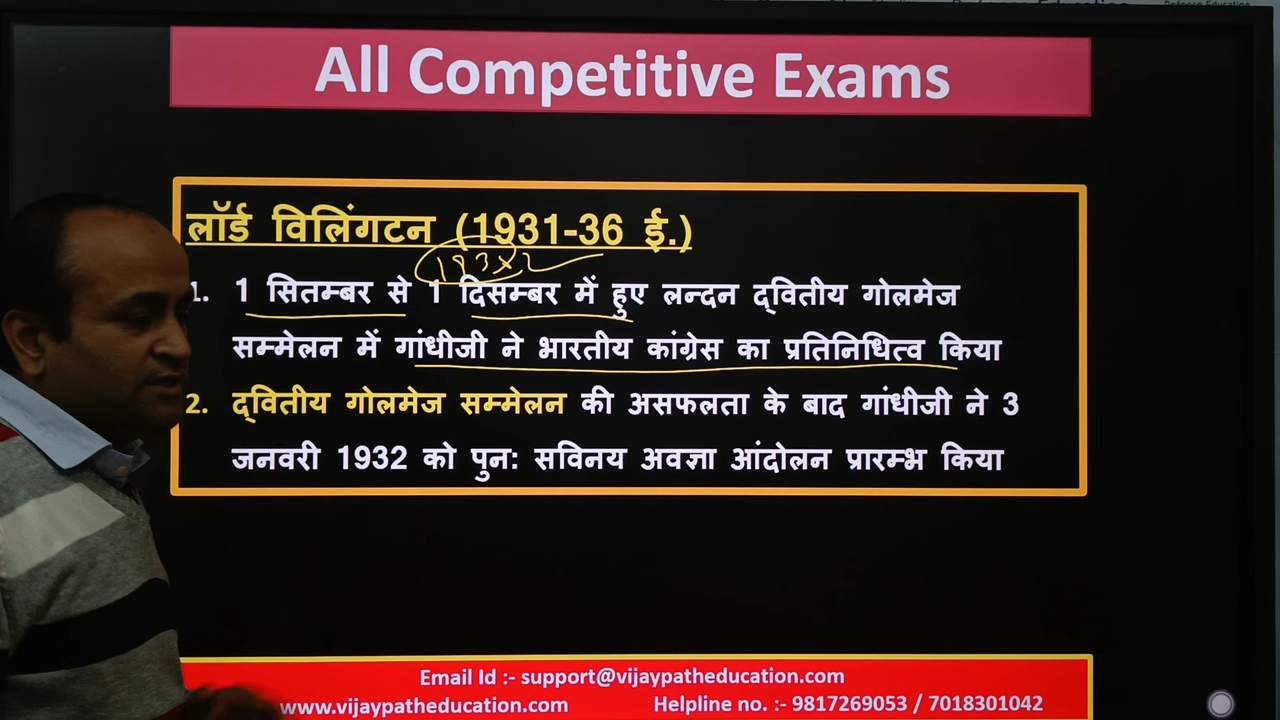 Defence Education
All Competitive Exams
लॉर्ड विलिंगटन (1931-36 ई.)
1. 1 सितम्बर से 1 दिसम्बर में हुए लन्दन द्वितीय गोलमेज
सम्मेलन में गांधीजी ने भारतीय कांग्रेस का प्रतिनिधित्व किया
2. द्वितीय गोलमेज सम्मेलन की असफलता के बाद गांधीजी ने 3
जनवरी 1932 को पुन: सविनय अवज्ञा आंदोलन प्रारम्भ किया
Email Id :- support@vijaypatheducation.com
www.vijaypatheducation.com Helpline no. :- 9817269053 / 7018301042